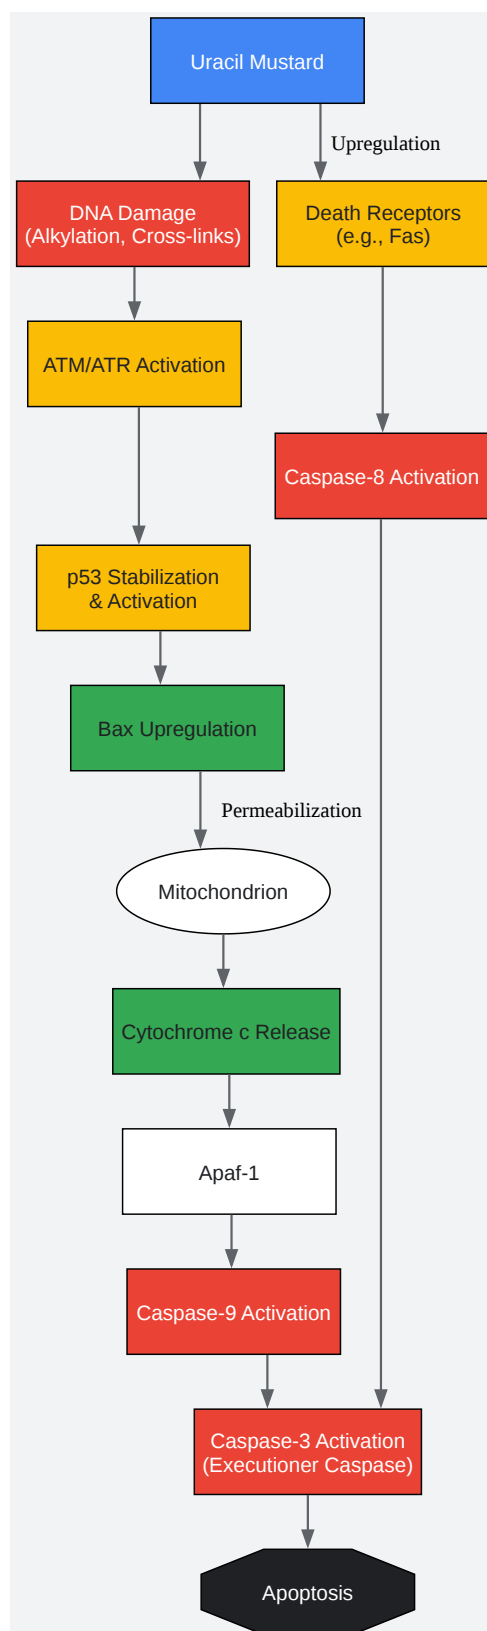 Uracil Mustard
Upregulation
DNA Damage
(Alkylation, Cross-links)
Death Receptors
(e.g., Fas)
ATM/ATR Activation
Caspase-8 Activation
p53 Stabilization
& Activation
Bax Upregulation
Permeabilization
Mitochondrion
Cytochrome c Release
Apaf-1
Caspase-9 Activation
Caspase-3 Activation
(Executioner Caspase)
Apoptosis